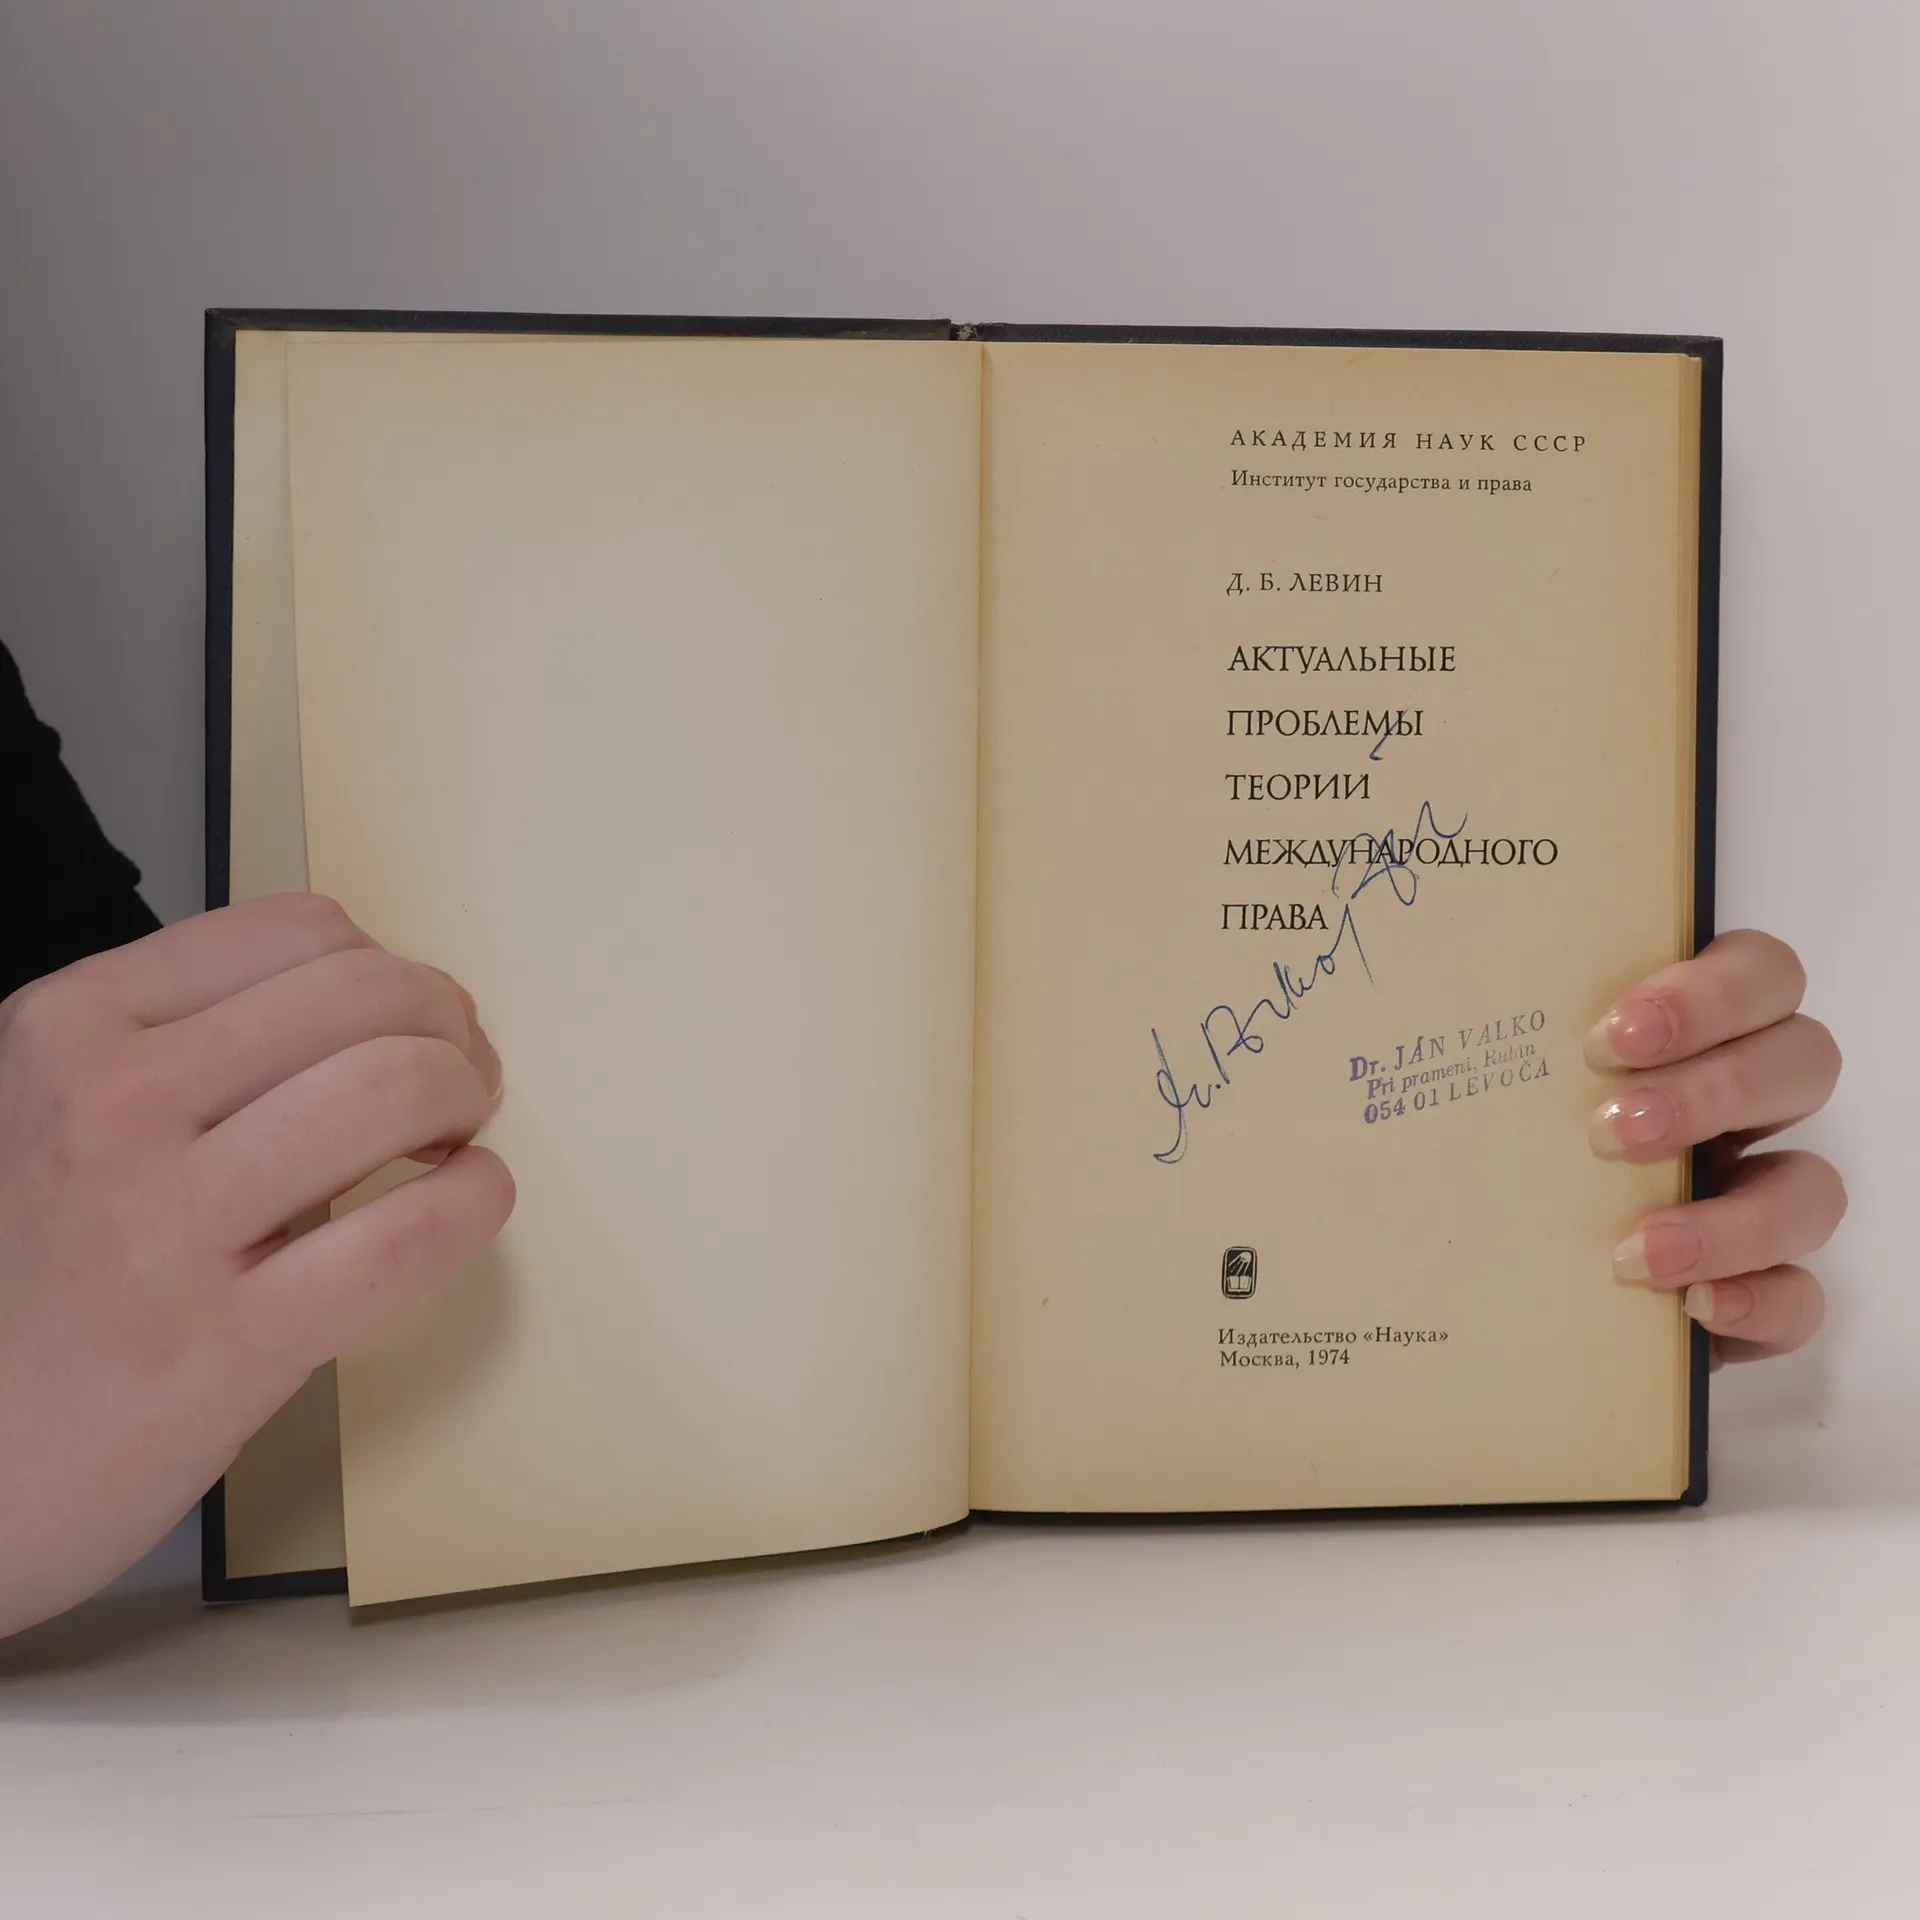 АКАДЕМИЯ НАУК СССР
Институт государства и права
Д. Б. ЛЕВИН
АКТУАЛЬНЫЕ
ПРОБЛЕМЫ
ТЕОРИИ
МЕЖДУНАРОДНОГО
ПРАВА
Dr. JÁN VALKO
Pri prameni, Rubín
054 01 LEVOČA
Издательство «Наука»
Москва, 1974